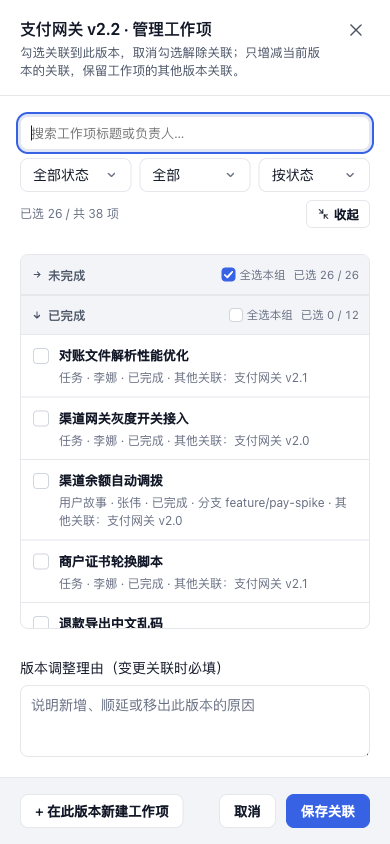 支付网关 v2.2 · 管理工作项
勾选关联到此版本，取消勾选解除关联；只增减当前版
本的关联，保留工作项的其他版本关联。
搜索工作项标题或负责人...
全部状态
全部
按状态
已选 26 / 共 38 项
收起
未完成
全选本组 已选 26 / 26
已完成
全选本组 已选 0 / 12
对账文件解析性能优化
任务 · 李娜 · 已完成 · 其他关联：支付网关 v2.1
渠道网关灰度开关接入
任务 · 李娜 · 已完成 · 其他关联：支付网关 v2.0
渠道余额自动调拨
用户故事 · 张伟 · 已完成 · 分支 feature/pay-spike · 其
他关联：支付网关 v2.0
商户证书轮换脚本
任务 · 李娜 · 已完成 · 其他关联：支付网关 v2.1
退款导出中文乱码
版本调整理由（变更关联时必填）
说明新增、顺延或移出此版本的原因
+ 在此版本新建工作项
取消
保存关联